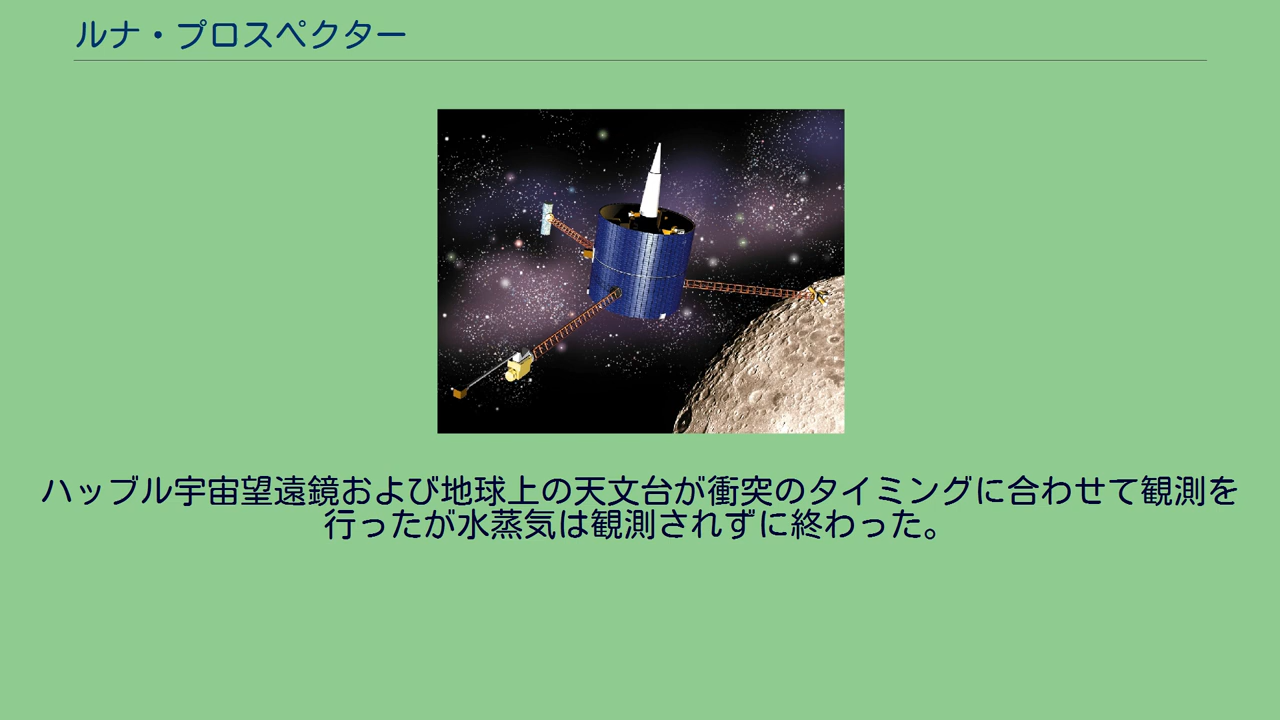 ルナ・プロスペクター
ハッブル宇宙望遠鏡および地球上の天文台が衝突のタイミングに合わせて観測を
行ったが水蒸気は観測されずに終わった。